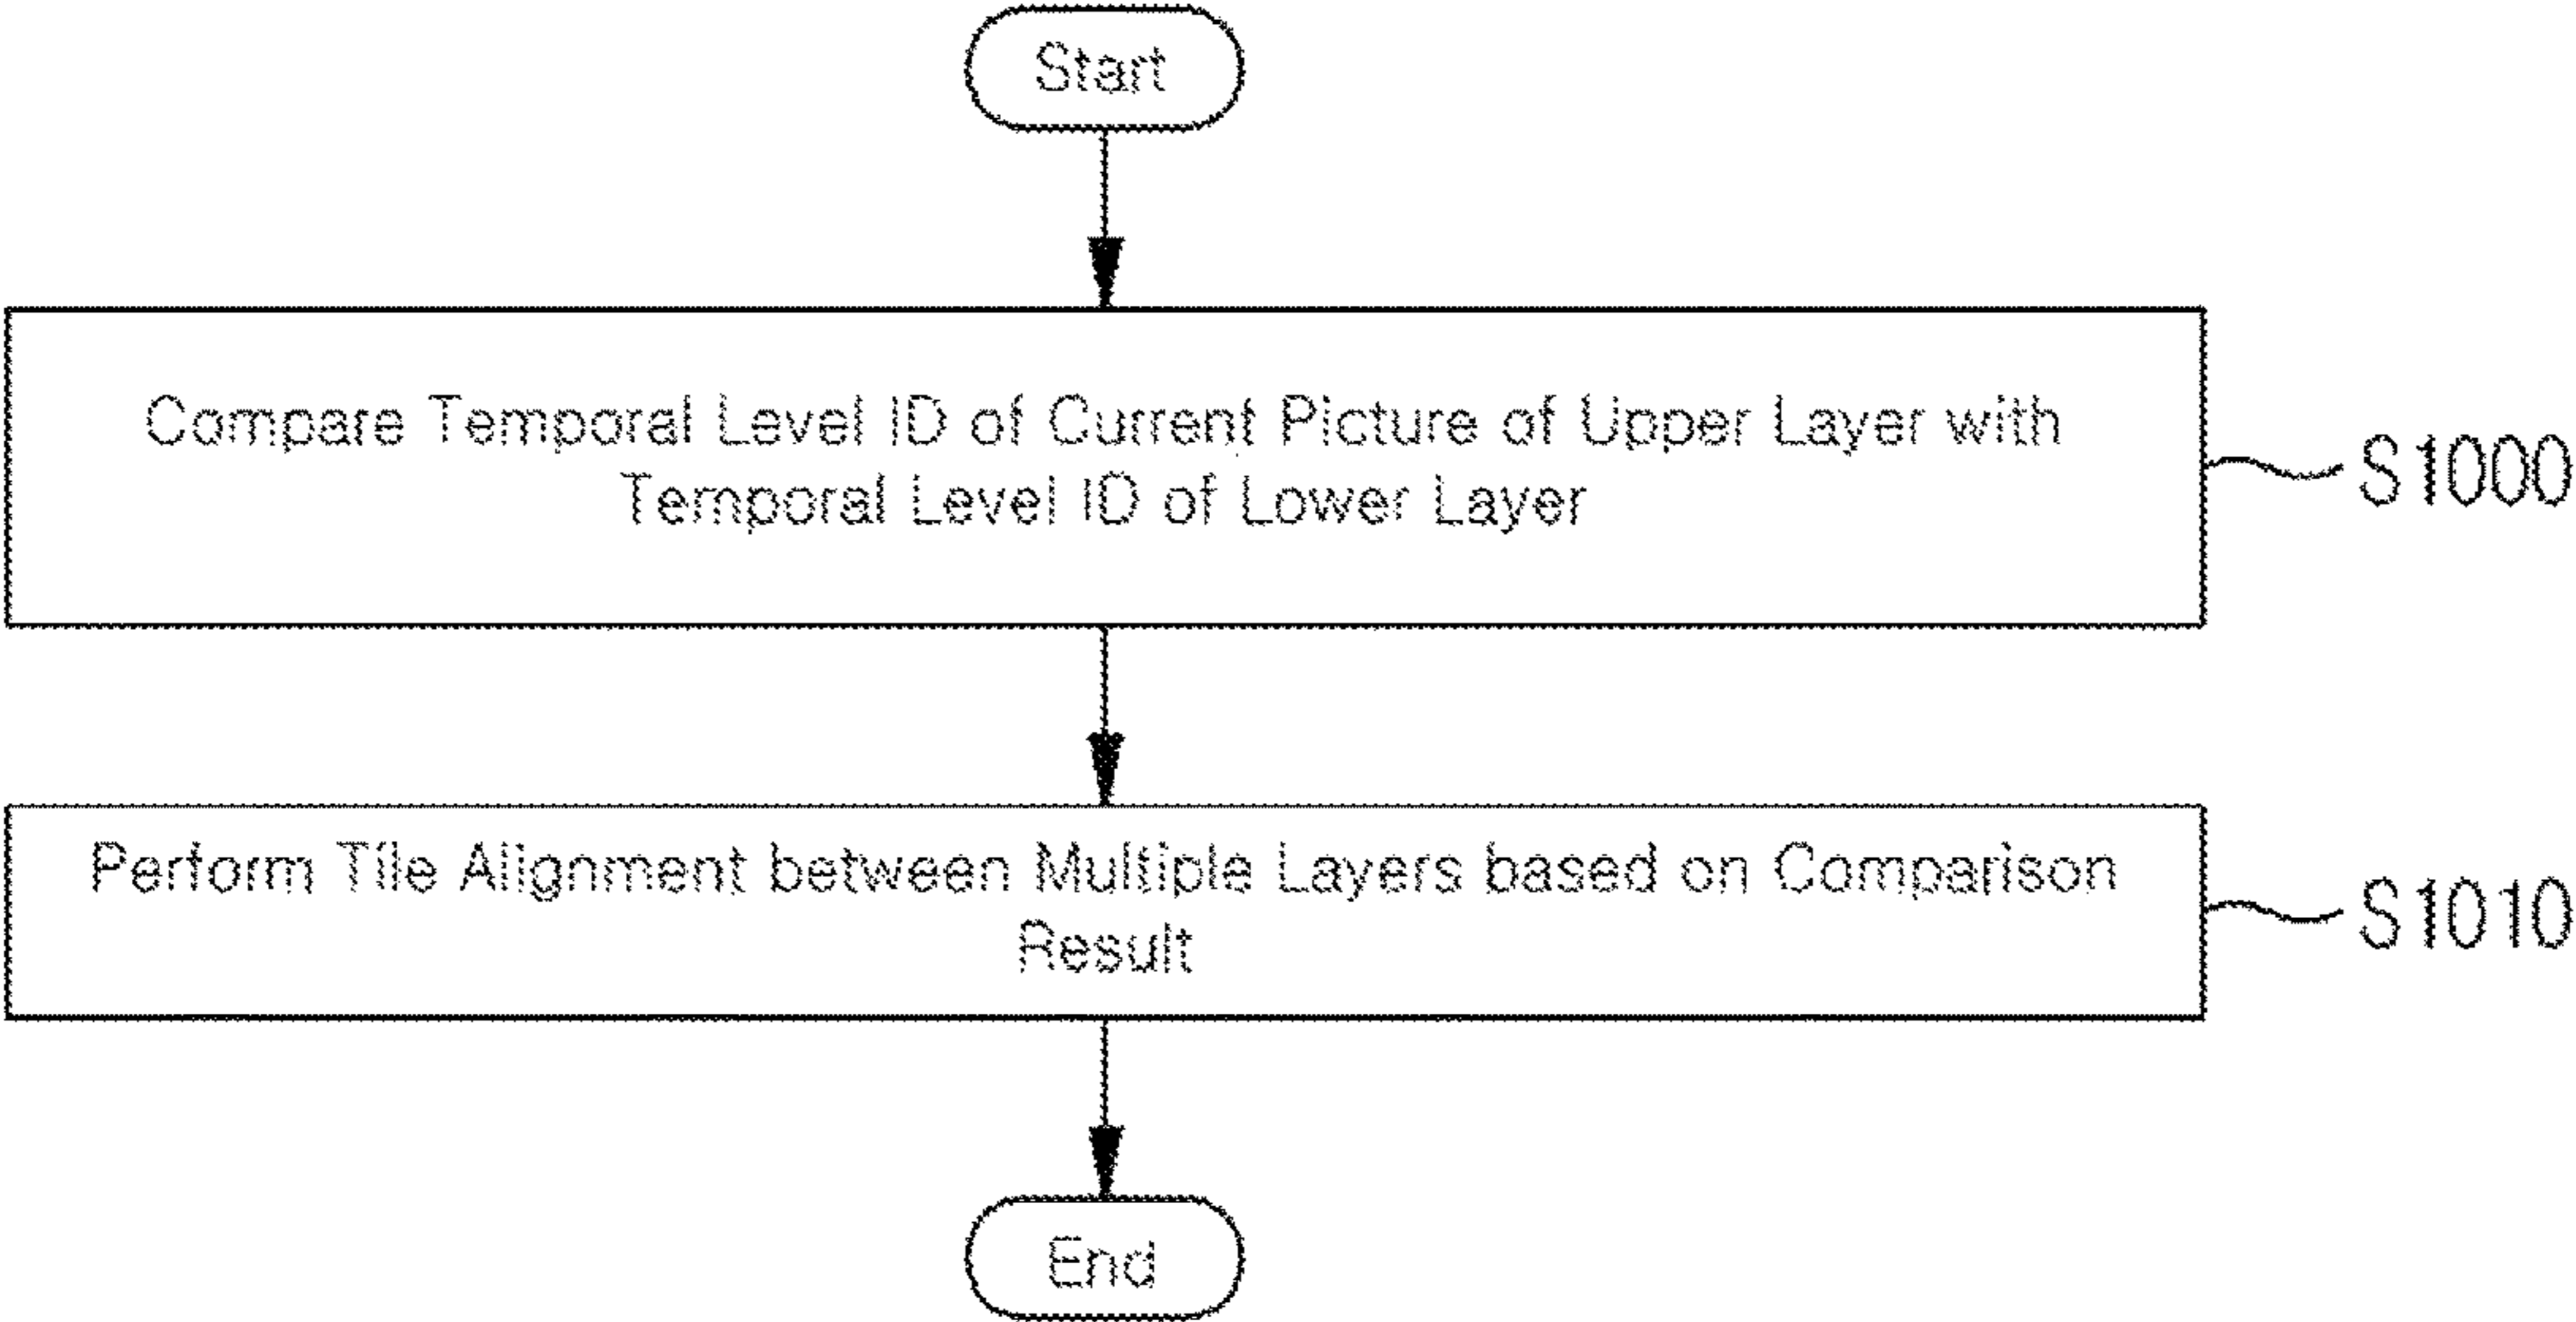 Start
Compare Temporal Level ID of Current Picture of Upper Layer with
Temporal Level ID of Lower Layer
S1000
Perform Tile Alignment between Multiple Layers based on Comparison
Result
S1010
End